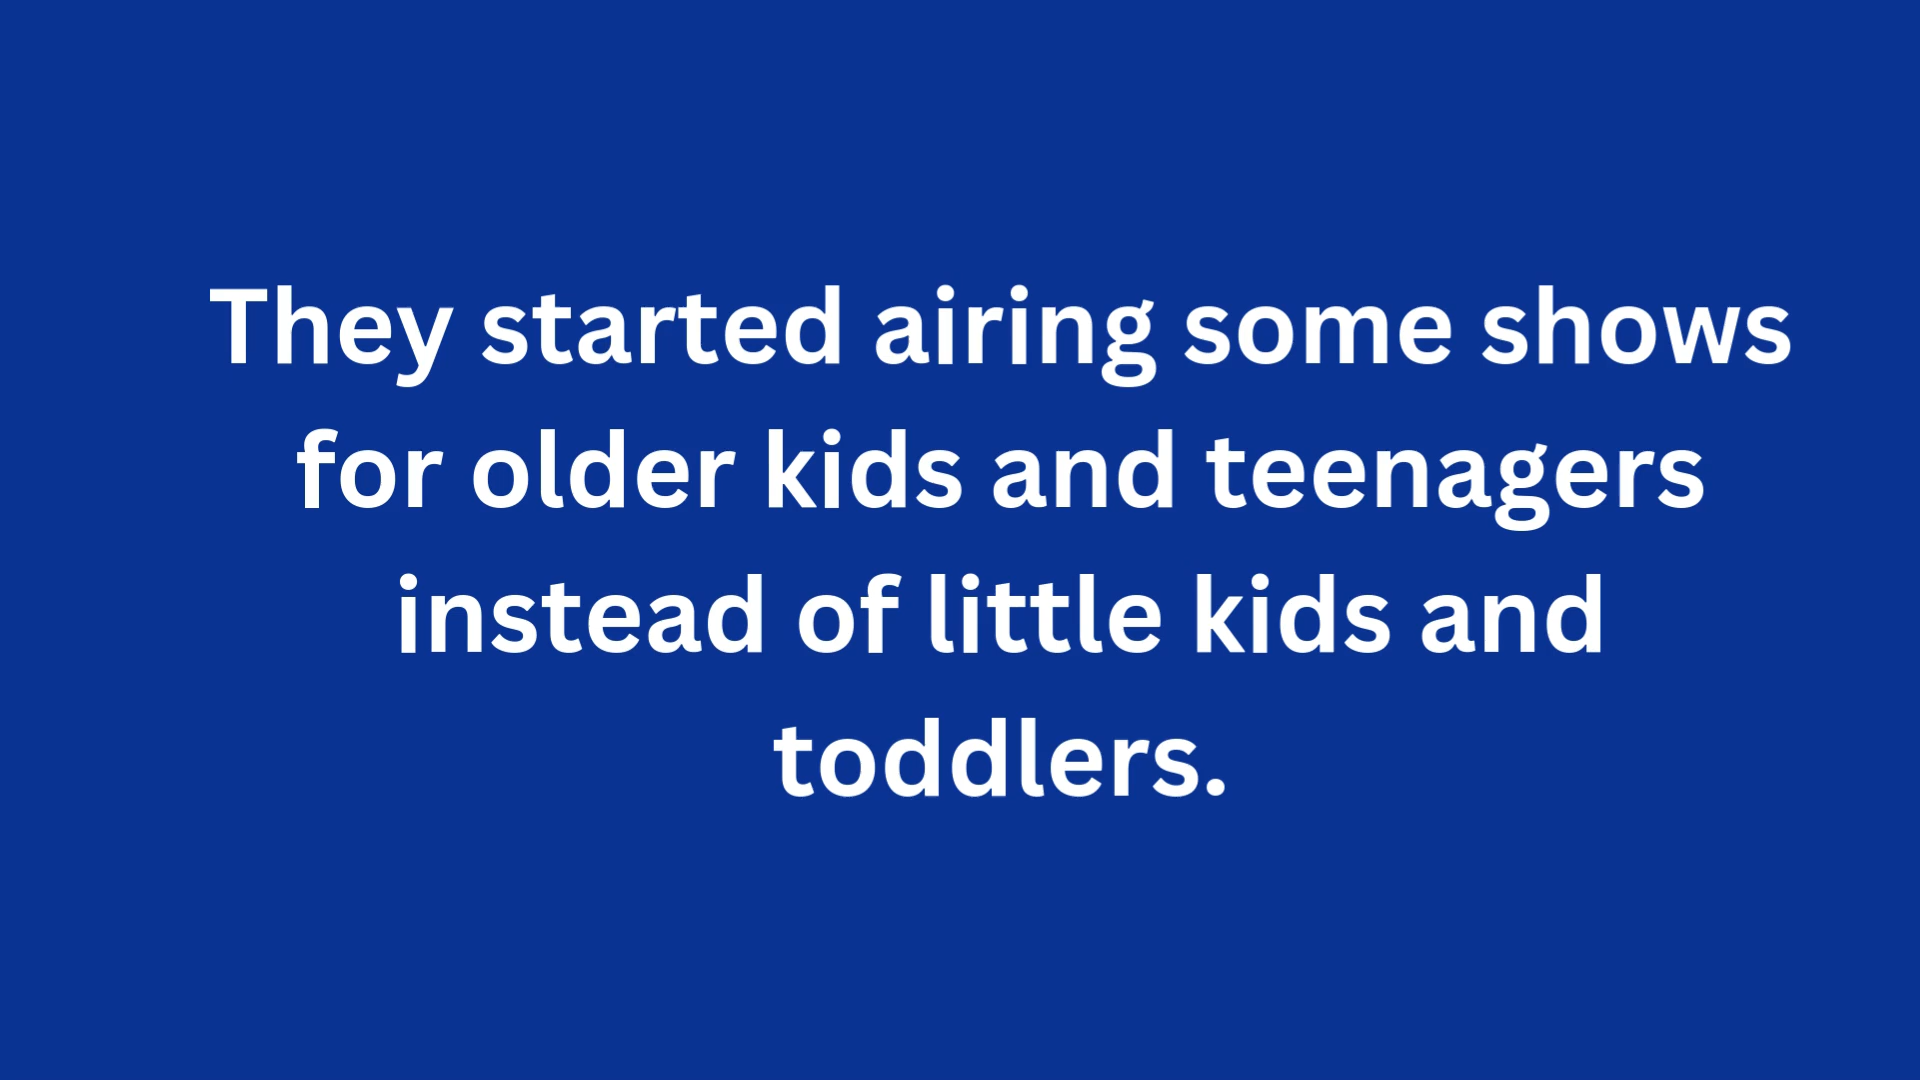 They started airing some shows
for older kids and teenagers
instead of little kids and
toddlers.